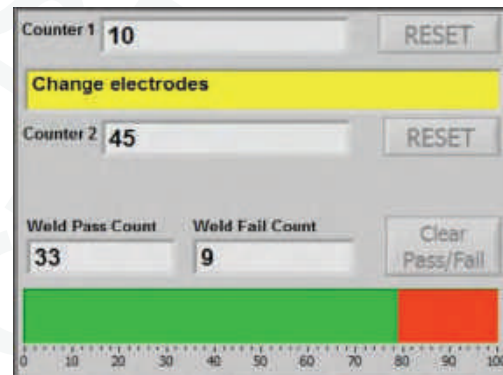 Counter 1 10 RESET
Change electrodes
Counter 2 45 RESET
Weld Pass Count Weld Fail Count Clear
33 9 Pass/Fail
0 10 20 30 40 50 60 70 80 90 100